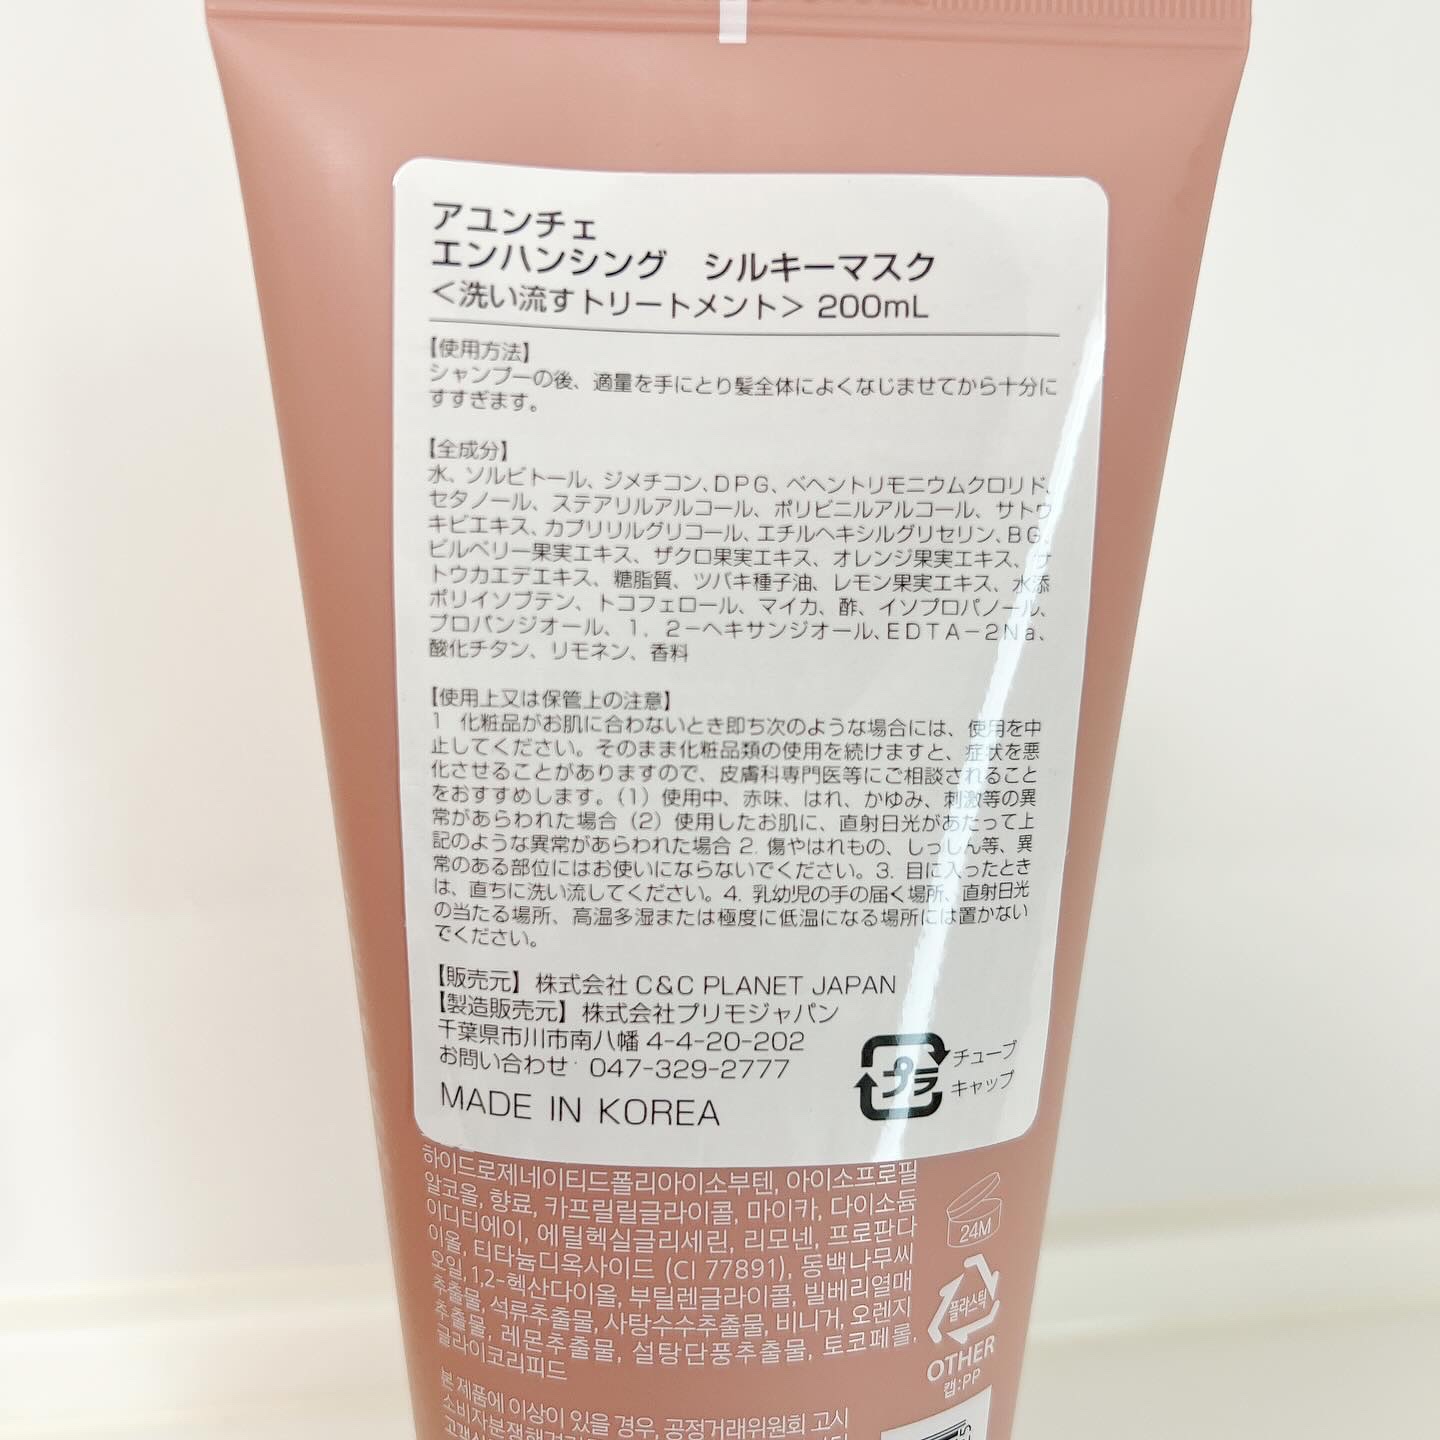 アユンチェ
エンハンシング　シルキーマスク
＜洗い流すトリートメント＞ 200mL
【使用方法】
シャンプーの後、適量を手にとり髪全体によくなじませてから十分に
すすぎます。
【全成分】
水、ソルビトール、ジメチコン、DPG、ベヘントリモニウムクロリド、
セタノール、ステアリルアルコール、ポリビニルアルコール、サトウ
キビエキス、カプリリルグリコール、エチルヘキシルグリセリン、BG、
ビルベリー果実エキス、ザクロ果実エキス、オレンジ果実エキス、サ
トウカエデエキス、糖脂質、ツバキ種子油、レモン果実エキス、水添
ポリイソブテン、トコフェロール、マイカ、酢、イソプロパノール、
プロパンジオール、1，2－ヘキサンジオール、EDTA－2Na、
酸化チタン、リモネン、香料
【使用上又は保管上の注意】
1　化粧品がお肌に合わないとき即ち次のような場合には、使用を中
止してください。そのまま化粧品類の使用を続けますと、症状を悪
化させることがありますので、皮膚科専門医等にご相談されること
をおすすめします。（1）使用中、赤味、はれ、かゆみ、刺激等の異
常があらわれた場合（2）使用したお肌に、直射日光があたって上
記のような異常があらわれた場合 2. 傷やはれもの、しっしん等、異
常のある部位にはお使いにならないでください。3. 目に入ったとき
は、直ちに洗い流してください。4. 乳幼児の手の届く場所、直射日光
の当たる場所、高温多湿または極度に低温になる場所には置かない
でください。
【販売元】株式会社 C&C PLANET JAPAN
【製造販売元】株式会社プリモジャパン
千葉県市川市南八幡 4-4-20-202
お問い合わせ：047-329-2777
MADE IN KOREA
プラ
チューブ
キャップ
하이드로제네이티드폴리아이소부텐, 아이소프로필
알코올, 향료, 카프릴릴글라이콜, 마이카, 다이소듐
이디티에이, 에틸헥실글리세린, 리모넨, 프로판다
이올, 티타늄디옥사이드 (CI 77891), 동백나무씨
오일, 1,2-헥산다이올, 부틸렌글라이콜, 빌베리열매
추출물, 석류추출물, 사탕수수추출물, 비니거, 오렌지
추출물, 레몬추출물, 설탕단풍추출물, 토코페롤,
글라이코리피드
24M
플라스틱
OTHER
캡:PP
본 제품에 이상이 있을 경우, 공정거래위원회 고시